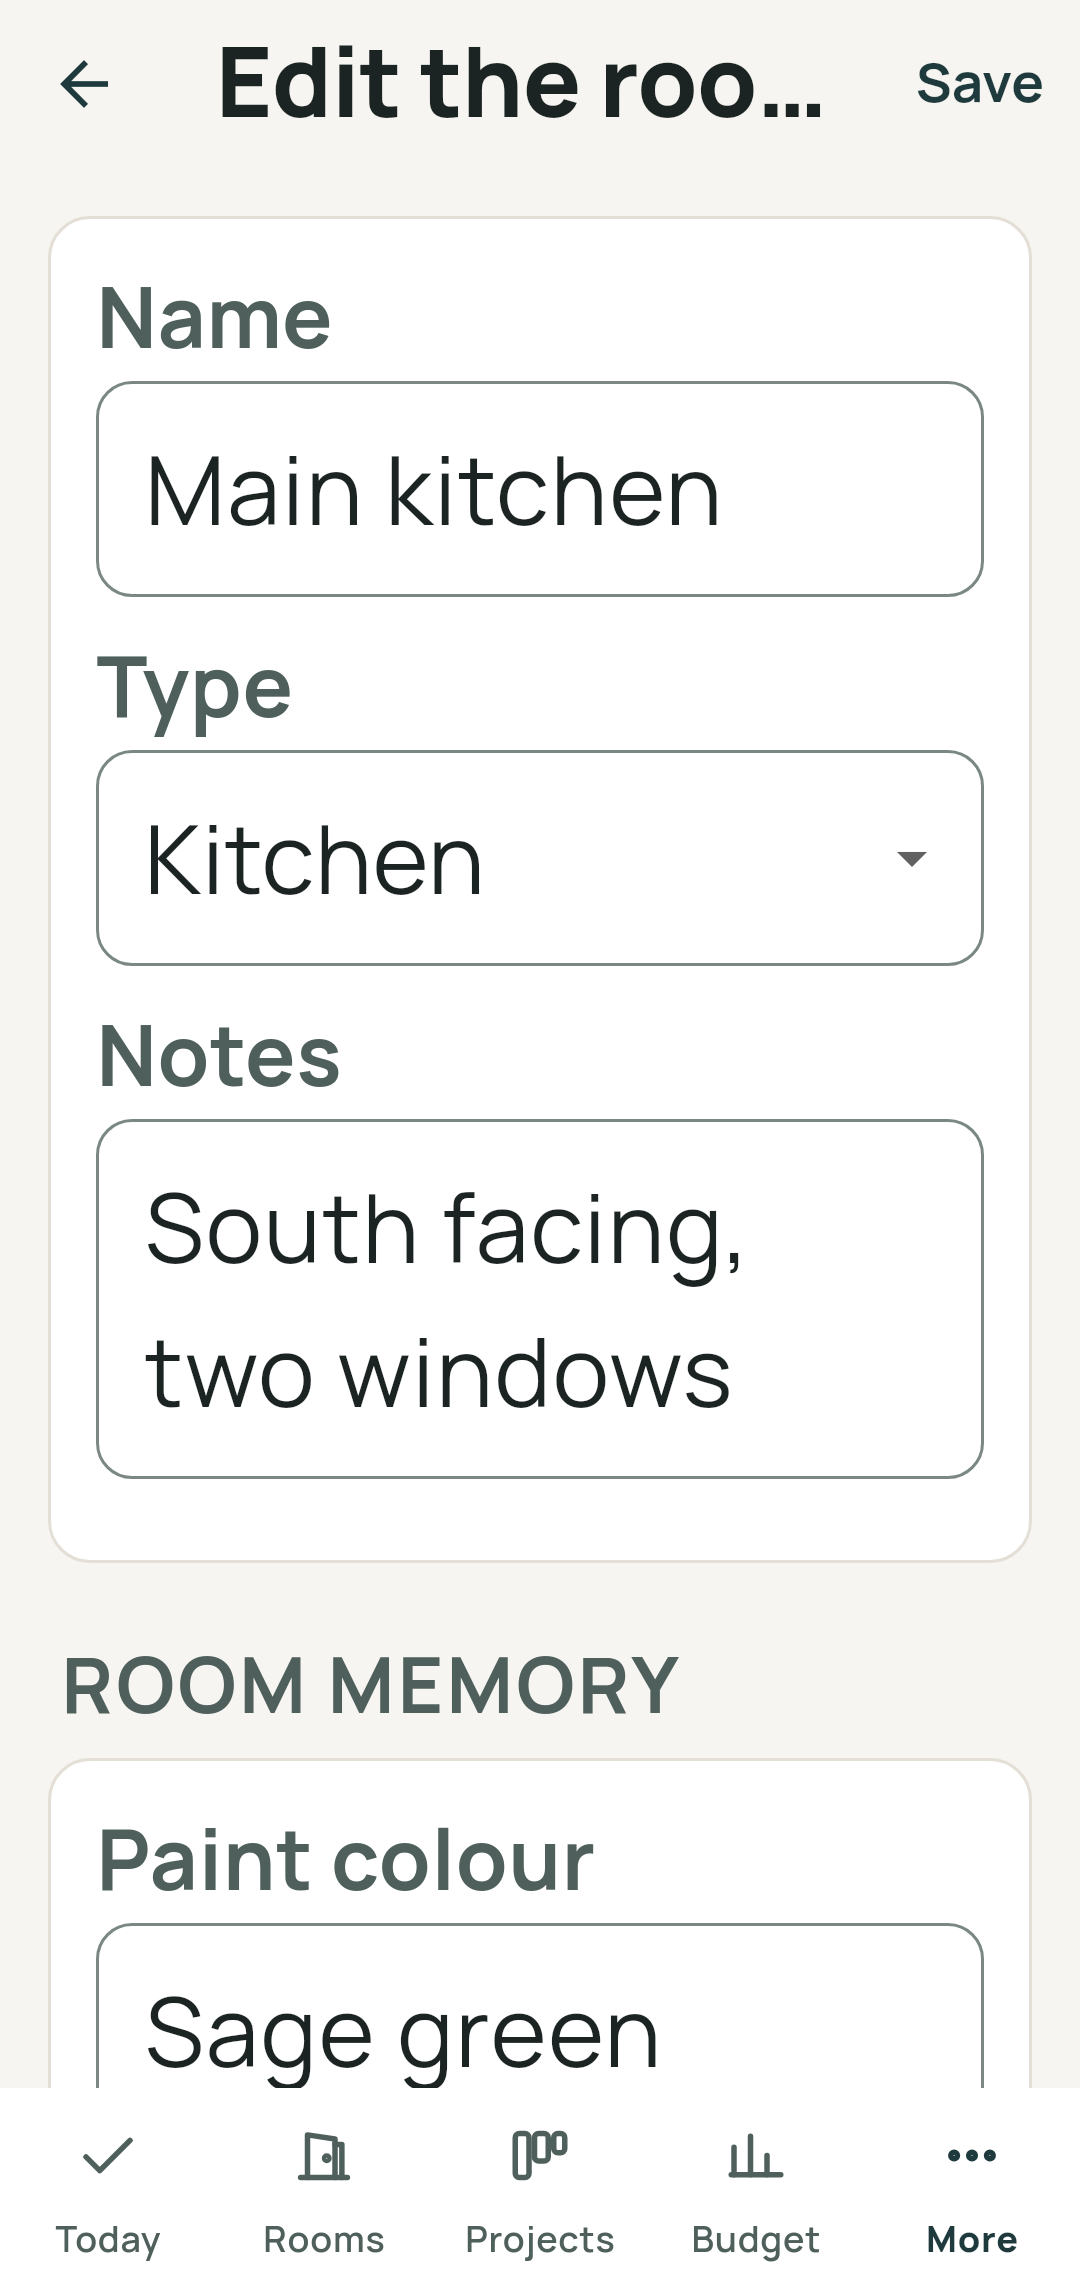 Edit the roo...
Save
Name
Main kitchen
Type
Kitchen
Notes
South facing,
two windows
ROOM MEMORY
Paint colour
Sage green
Today
Rooms
Projects
Budget
More